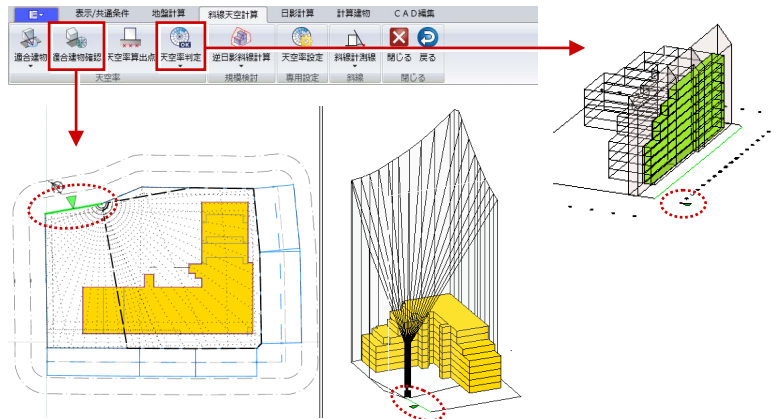 表示/共通条件 地盤計算 斜線天空計算 日影計算 計算建物 CAD編集
適合建物 適合建物確認 天空率算出点 天空率判定 逆日影斜線計算 天空率設定 斜線計測線 閉じる 戻る
OK
天空率 規模検討 専用設定 斜線 閉じる